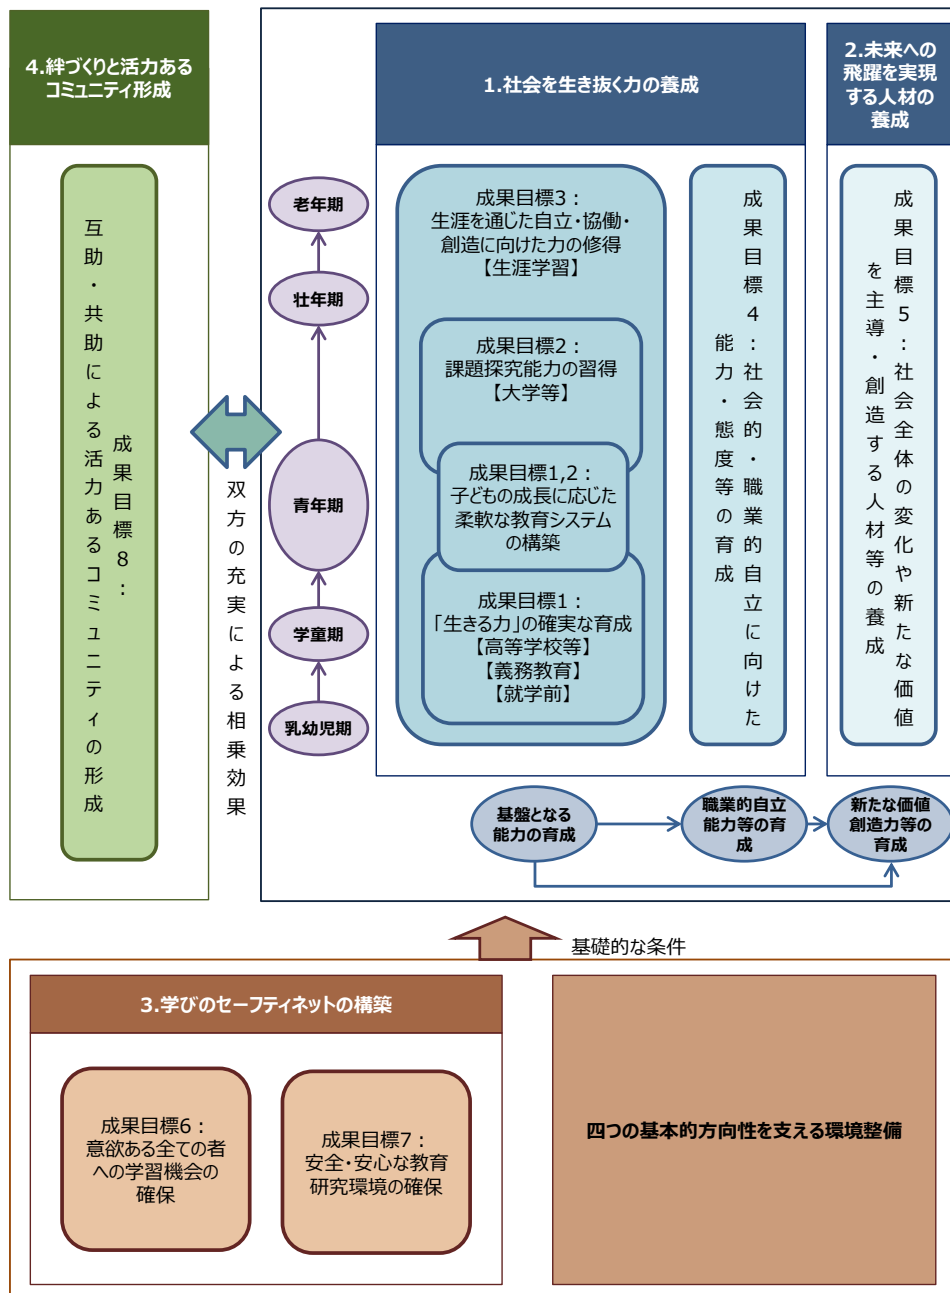 4.絆づくりと活力ある
コミュニティ形成
互助・共助による活力あるコミュニティの形成
成果目標8：
双方の充実による相乗効果
老年期
壮年期
青年期
学童期
乳幼児期
1.社会を生き抜く力の養成
成果目標3：
生涯を通じた自立・協働・
創造に向けた力の修得
【生涯学習】
成果目標2：
課題探究能力の習得
【大学等】
成果目標1,2：
子どもの成長に応じた
柔軟な教育システム
の構築
成果目標1：
「生きる力」の確実な育成
【高等学校等】
【義務教育】
【就学前】
成果目標4：社会的・職業的自立に向けた
能力・態度等の育成
2.未来への
飛躍を実現
する人材の
養成
成果目標5：社会全体の変化や新たな価値
を主導・創造する人材等の養成
基盤となる
能力の育成
職業的自立
能力等の育
成
新たな価値
創造力等の
育成
基礎的な条件
3.学びのセーフティネットの構築
成果目標6：
意欲ある全ての者
への学習機会の
確保
成果目標7：
安全・安心な教育
研究環境の確保
四つの基本的方向性を支える環境整備